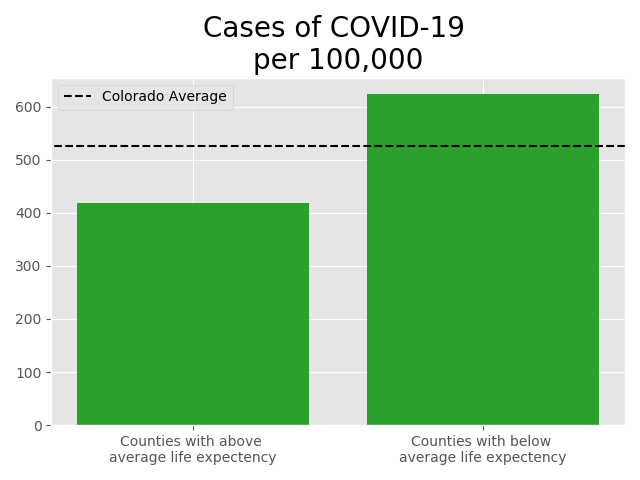 Cases of COVID-19
per 100,000
Colorado Average
600
500
400
300
200
100
0
Counties with above
average life expectency
Counties with below
average life expectency